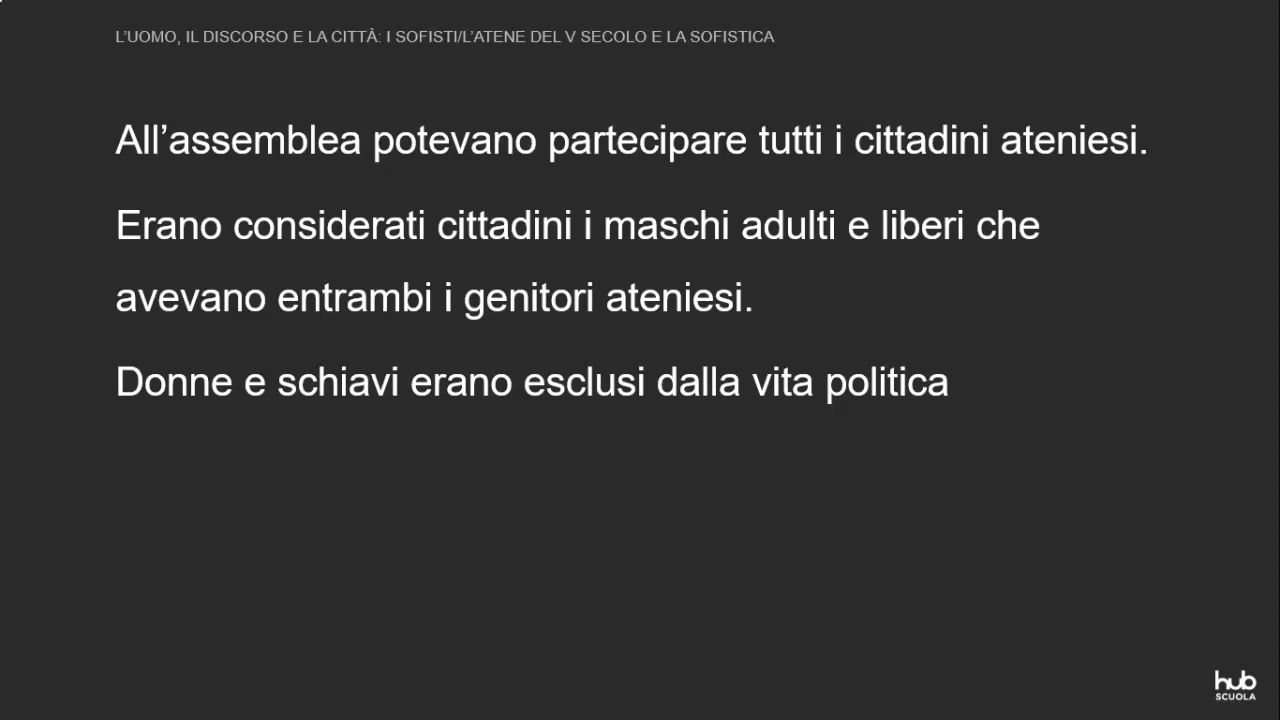 L’UOMO, IL DISCORSO E LA CITTÀ: I SOFISTI/L’ATENE DEL V SECOLO E LA SOFISTICA
All’assemblea potevano partecipare tutti i cittadini ateniesi.
Erano considerati cittadini i maschi adulti e liberi che
avevano entrambi i genitori ateniesi.
Donne e schiavi erano esclusi dalla vita politica
hub
SCUOLA